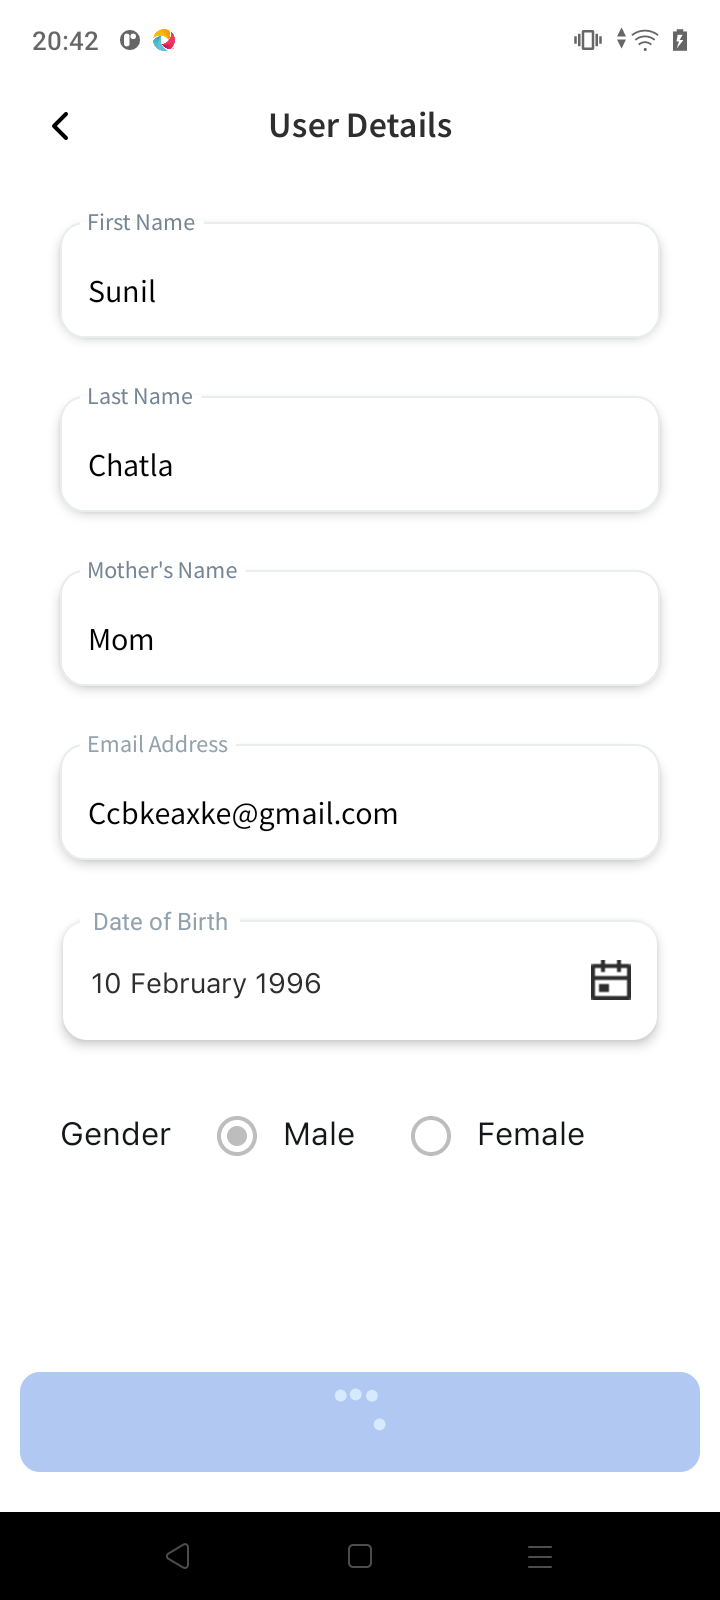 20:42
User Details
First Name
Sunil
Last Name
Chatla
Mother's Name
Mom
Email Address
Ccbkeaxke@gmail.com
Date of Birth
10 February 1996
Gender Male Female